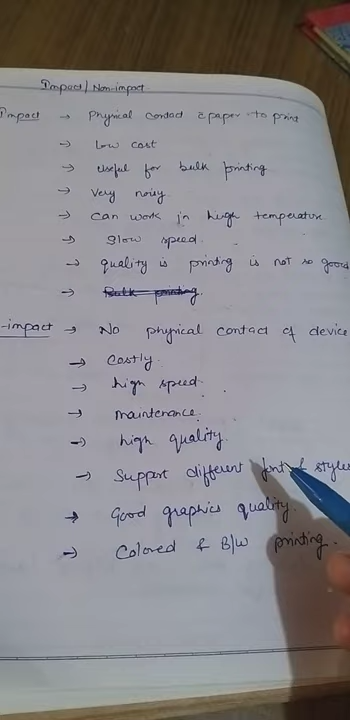 Impact/Non-impact
Impact → Physical contact c̄ paper to print
→ Low cost
→ useful for bulk printing
→ Very noisy
→ Can work in high temperature
→ Slow speed.
→ quality is printing is not so good
→ Bulk printing.
-impact → No physical contact of device
→ Costly
→ high speed.
→ maintenance.
→ high quality.
→ Support different font & style
→ Good graphics quality.
→ Colored & B/W printing.